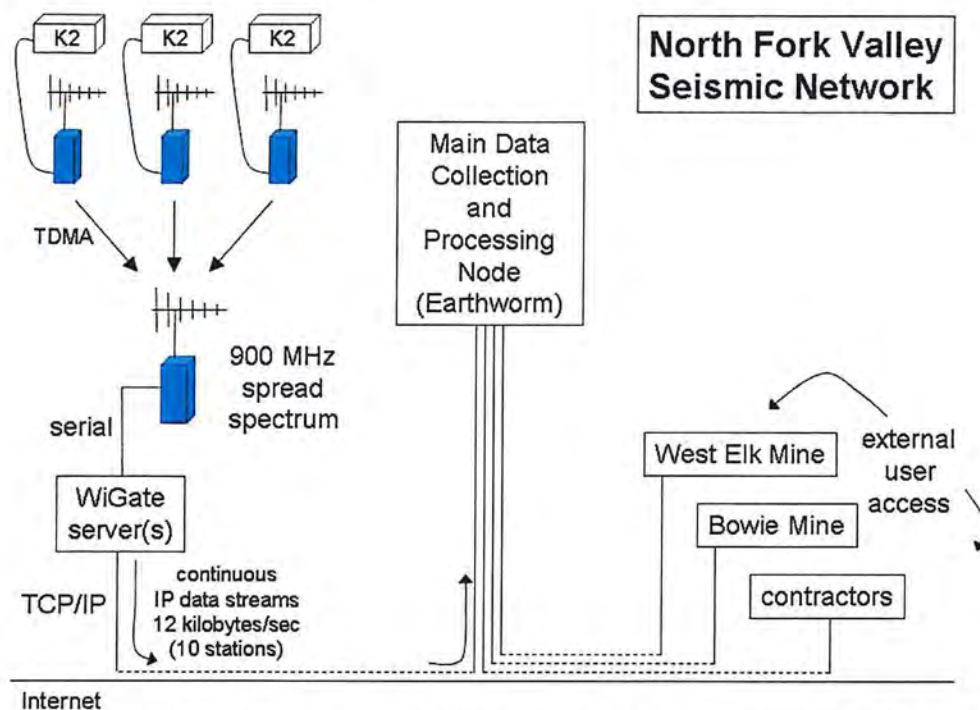 K2
K2
K2
North Fork Valley
Seismic Network
TDMA
Main Data
Collection
and
Processing
Node
(Earthworm)
900 MHz
spread
spectrum
serial
WiGate
server(s)
TCP/IP
continuous
IP data streams
12 kilobytes/sec
(10 stations)
West Elk Mine
Bowie Mine
contractors
external
user
access
Internet